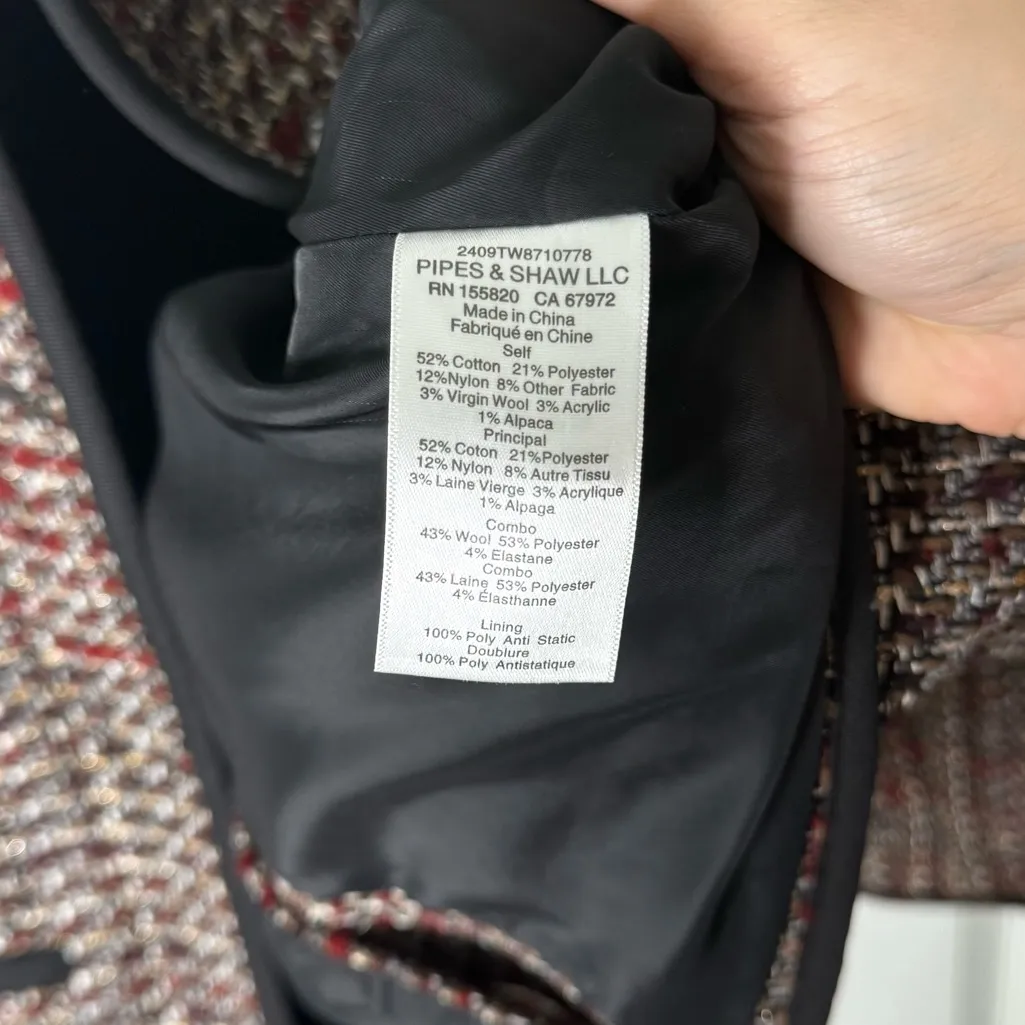 2409TW8710778
PIPES & SHAW LLC
RN 155820 CA 67972
Made in China
Fabriqué en Chine
Self
52% Cotton 21% Polyester
12%Nylon 8% Other Fabric
3% Virgin Wool 3% Acrylic
1% Alpaca
Principal
52% Coton 21%Polyester
12% Nylon 8% Autre Tissu
3% Laine Vierge 3% Acrylique
1% Alpaga
Combo
43% Wool 53% Polyester
4% Elastane
Combo
43% Laine 53% Polyester
4% Élasthanne
Lining
100% Poly Anti Static
Doublure
100% Poly Antistatique